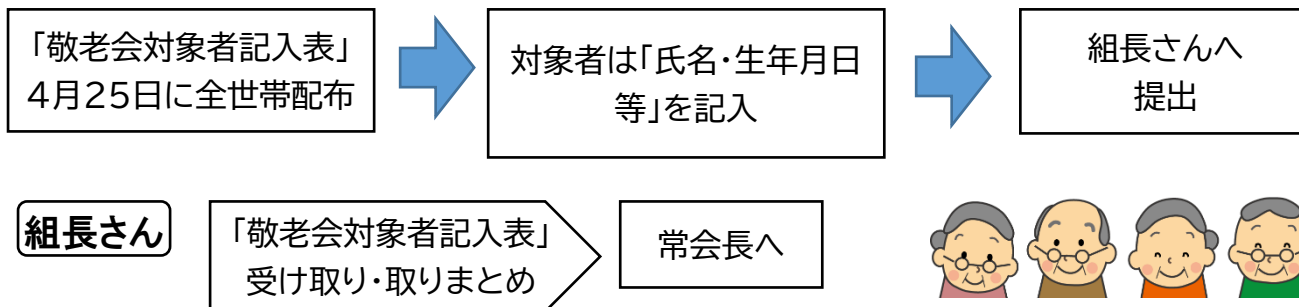 「敬老会対象者記入表」
4月25日に全世帯配布
対象者は「氏名・生年月日
等」を記入
組長さんへ
提出
組長さん
「敬老会対象者記入表」
受け取り・取りまとめ
常会長へ